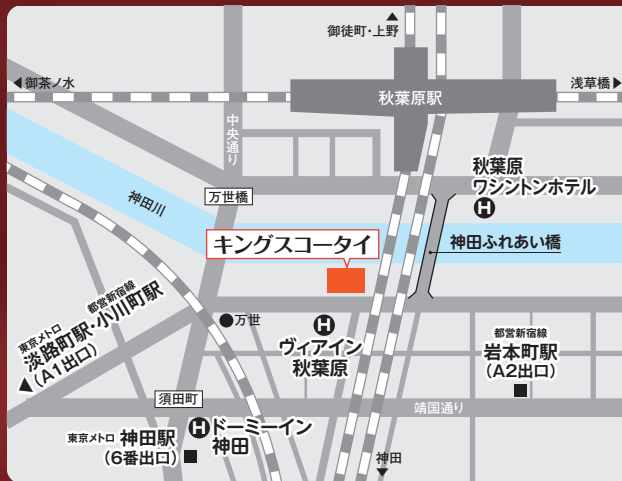 御徒町・上野
御茶ノ水
浅草橋
秋葉原駅
中央通り
秋葉原
ワシントンホテル
H
万世橋
神田川
神田ふれあい橋
キングスコータイ
万世
H
ヴィアイン
秋葉原
東京メトロ 都営新宿線
淡路町駅・小川町駅
(A1出口)
都営新宿線
岩本町駅
(A2出口)
須田町
靖国通り
H ドーミーイン
神田
東京メトロ 神田駅
(6番出口)
神田